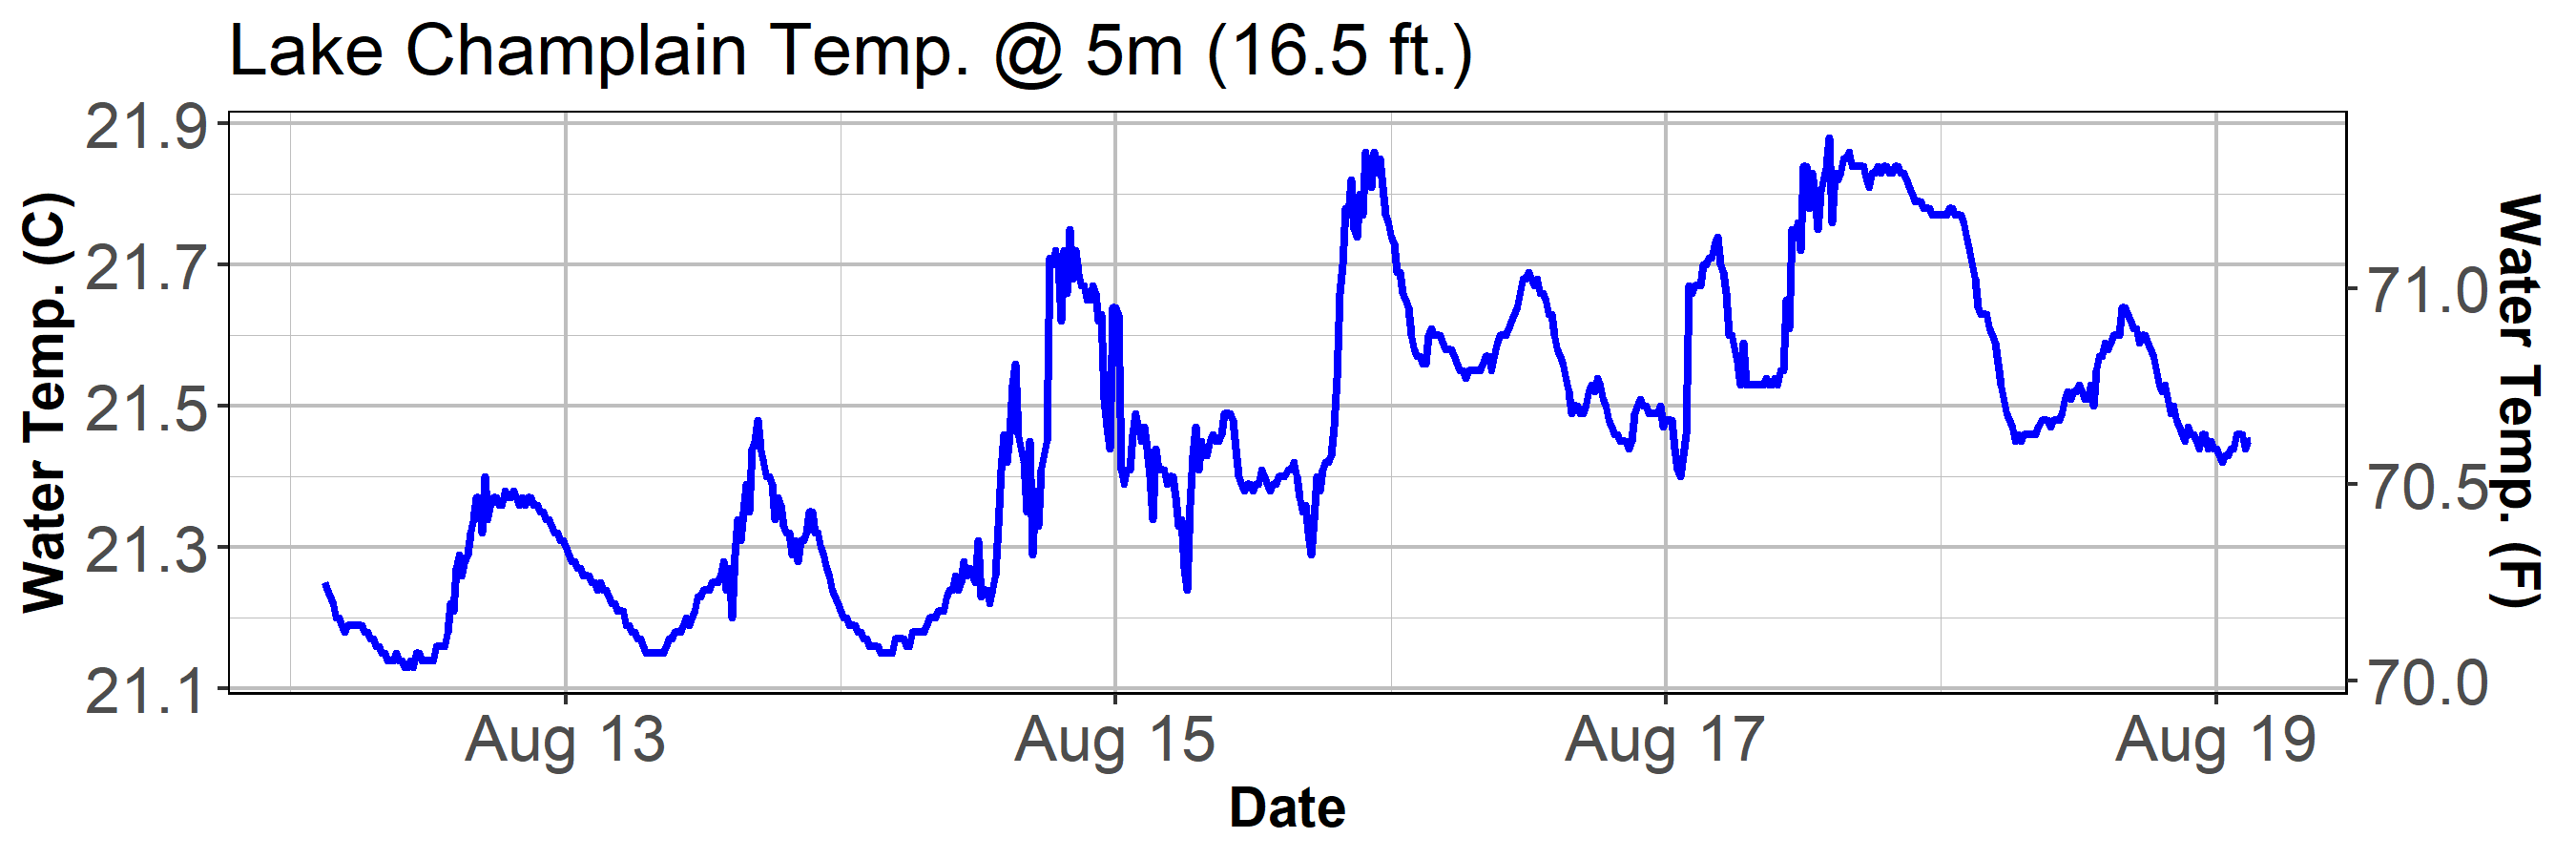 Lake Champlain Temp. @ 5m (16.5 ft.)
Water Temp. (C)
21.9
21.7
21.5
21.3
21.1
Water Temp. (F)
71.0
70.5
70.0
Aug 13 Aug 15 Aug 17 Aug 19
Date